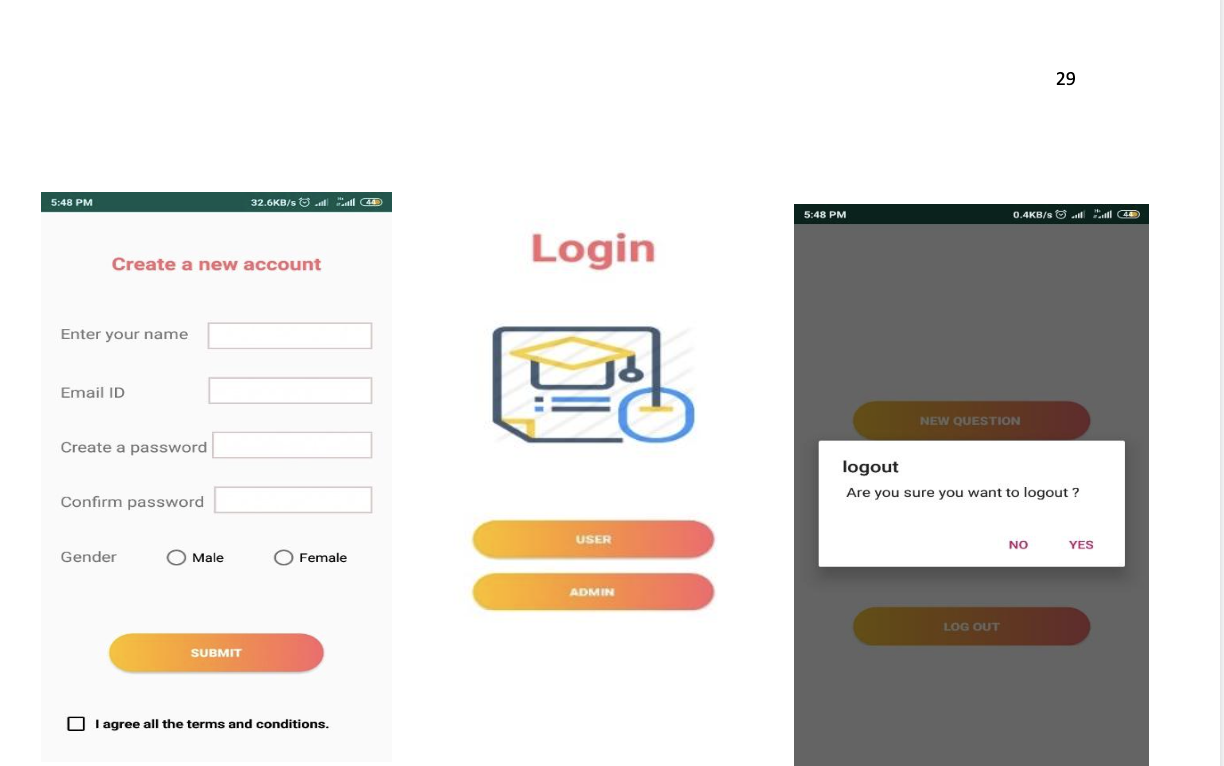 29
5:48 PM 32.6KB/s 44
Create a new account
Enter your name
Email ID
Create a password
Confirm password
Gender Male Female
SUBMIT
I agree all the terms and conditions.
Login
USER
ADMIN
5:48 PM 0.4KB/s 44
NEW QUESTION
logout
Are you sure you want to logout ?
NO YES
LOG OUT